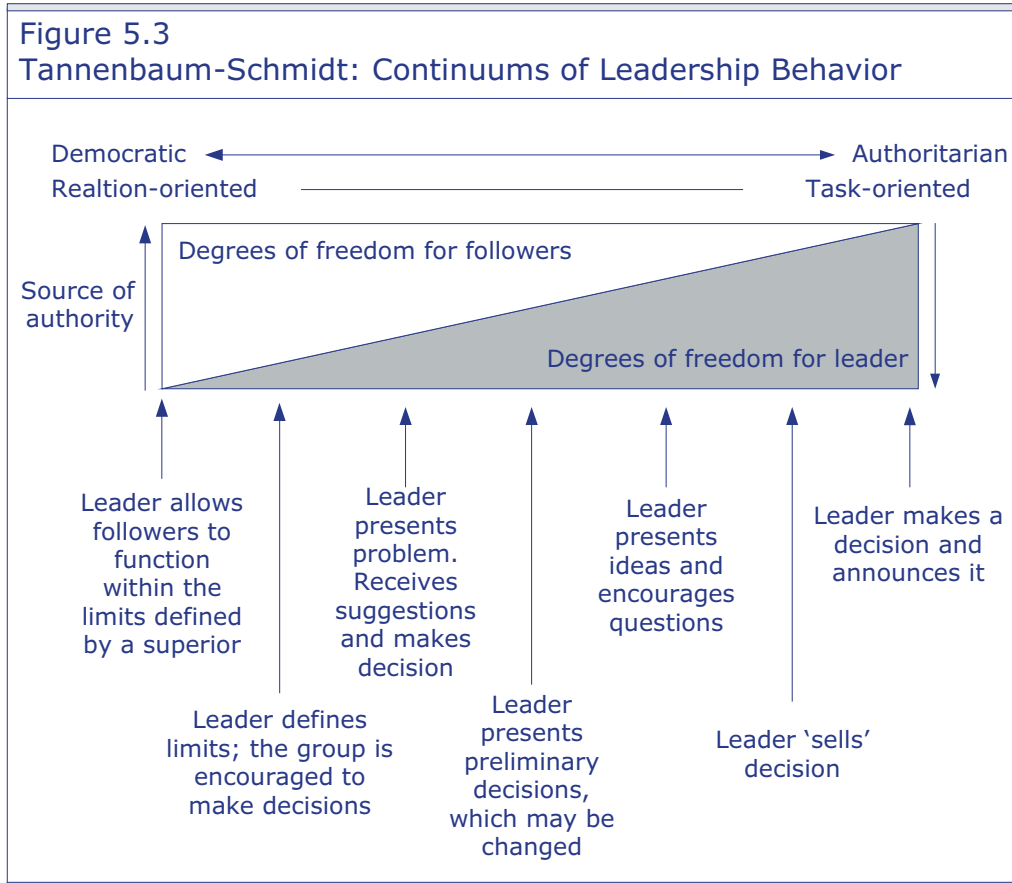 Figure 5.3
Tannenbaum-Schmidt: Continuums of Leadership Behavior
Democratic
Authoritarian
Realtion-oriented
Task-oriented
Degrees of freedom for followers
Source of
authority
Degrees of freedom for leader
Leader allows
followers to
function
within the
limits defined
by a superior
Leader defines
limits; the group is
encouraged to
make decisions
Leader
presents
problem.
Receives
suggestions
and makes
decision
Leader
presents
preliminary
decisions,
which may be
changed
Leader
presents
ideas and
encourages
questions
Leader ‘sells’
decision
Leader makes a
decision and
announces it